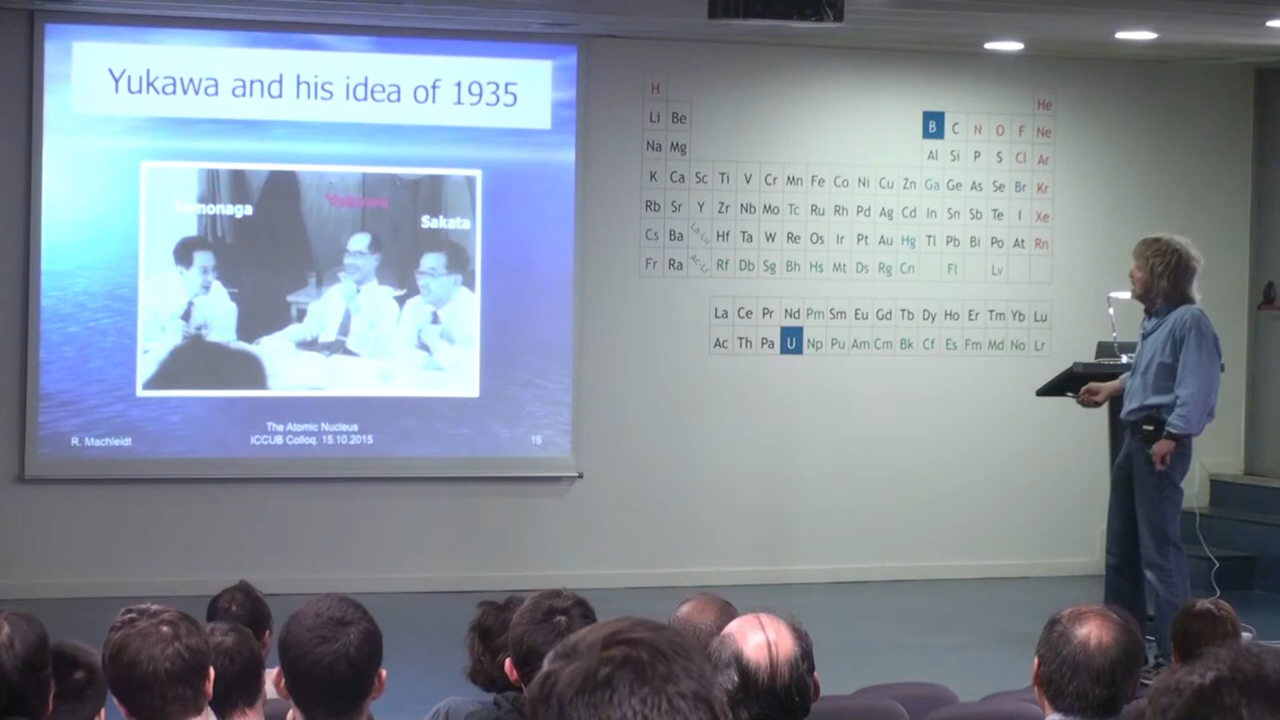 Yukawa and his idea of 1935
Tomonaga
Yukawa
Sakata
The Atomic Nucleus
R. Machleidt
ICCUB Colloq. 15.10.2015
H He
Li Be B C N O F Ne
Na Mg Al Si P S Cl Ar
K Ca Sc Ti V Cr Mn Fe Co Ni Cu Zn Ga Ge As Se Br Kr
Rb Sr Y Zr Nb Mo Tc Ru Rh Pd Ag Cd In Sn Sb Te I Xe
Cs Ba La-Lu Hf Ta W Re Os Ir Pt Au Hg Tl Pb Bi Po At Rn
Fr Ra Ac-Lr Rf Db Sg Bh Hs Mt Ds Rg Cn Fl Lv
La Ce Pr Nd Pm Sm Eu Gd Tb Dy Ho Er Tm Yb Lu
Ac Th Pa U Np Pu Am Cm Bk Cf Es Fm Md No Lr